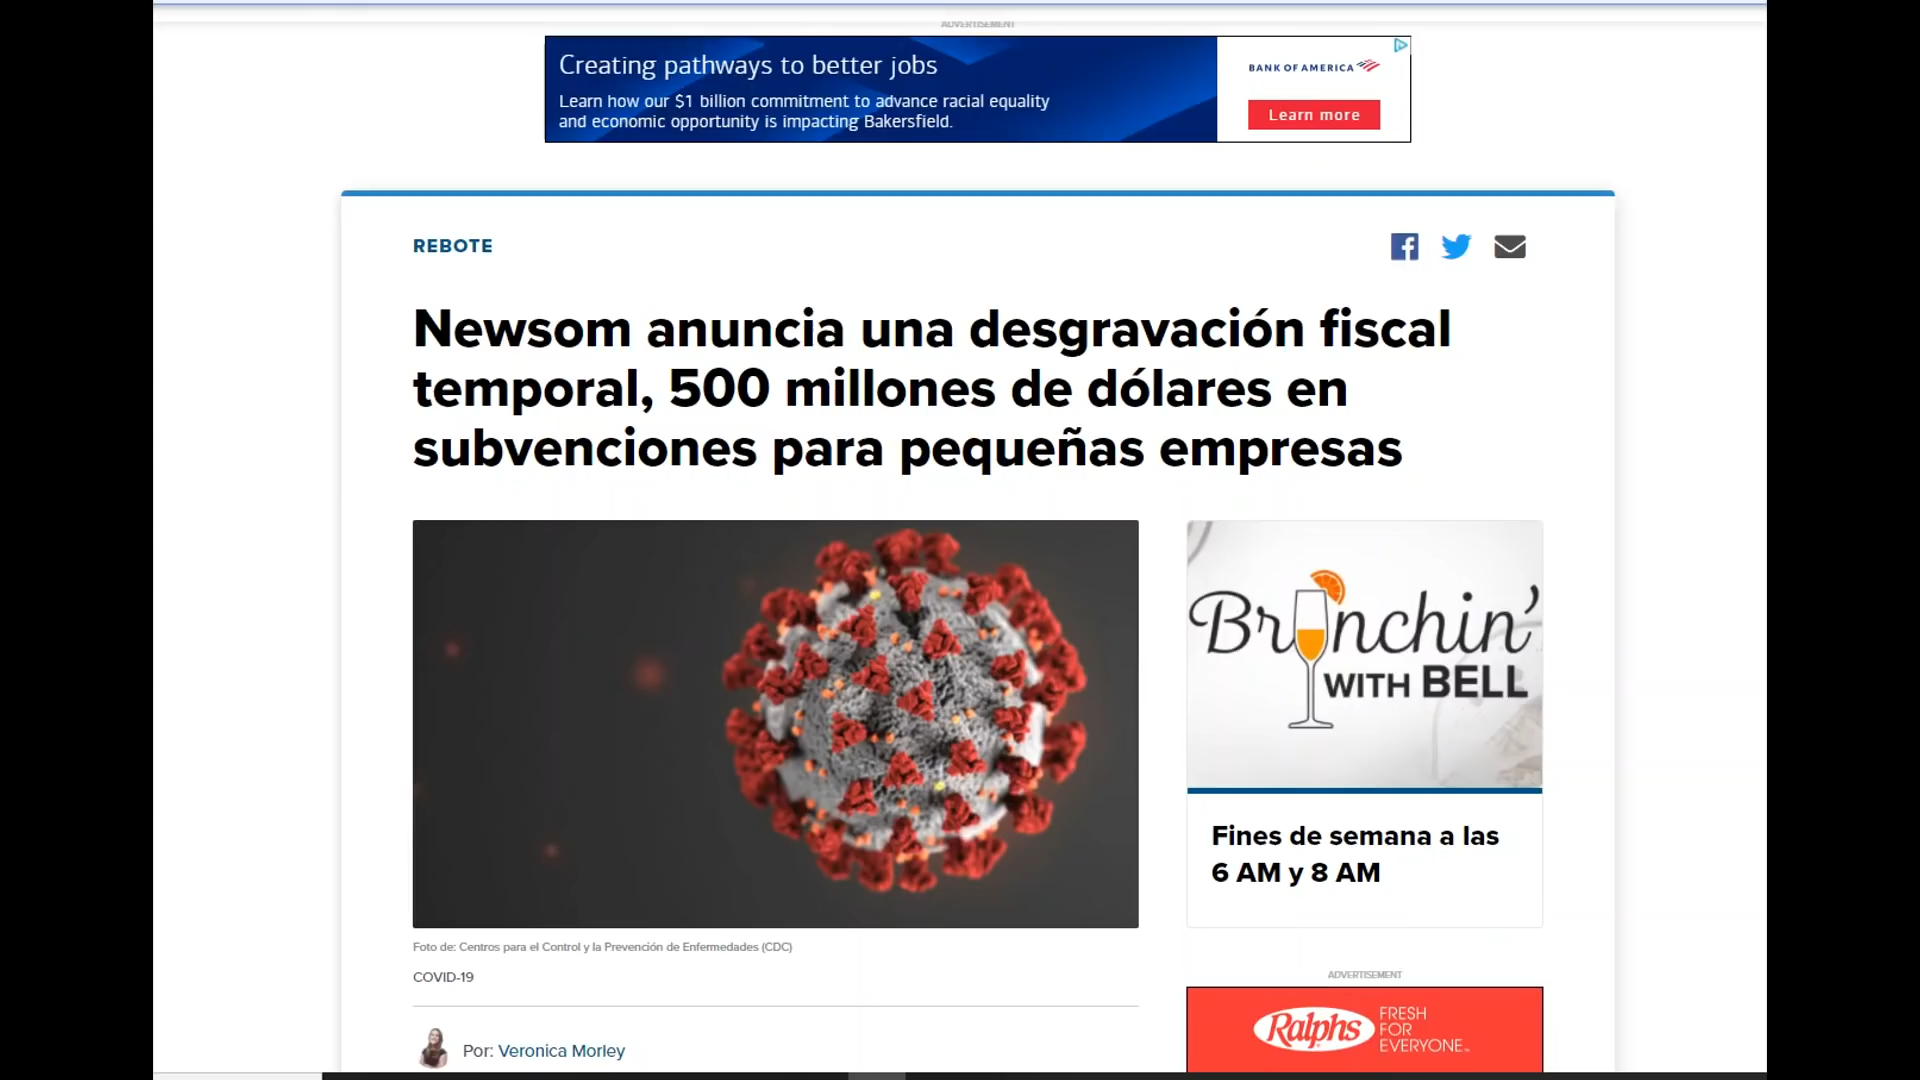 ADVERTISEMENT
Creating pathways to better jobs
Learn how our $1 billion commitment to advance racial equality
and economic opportunity is impacting Bakersfield.
BANK OF AMERICA
Learn more
REBOTE
Newsom anuncia una desgravación fiscal
temporal, 500 millones de dólares en
subvenciones para pequeñas empresas
Brunchin'
WITH BELL
Fines de semana a las
6 AM y 8 AM
Foto de: Centros para el Control y la Prevención de Enfermedades (CDC)
COVID-19
ADVERTISEMENT
Ralphs
FRESH
FOR
EVERYONE™
Por: Veronica Morley